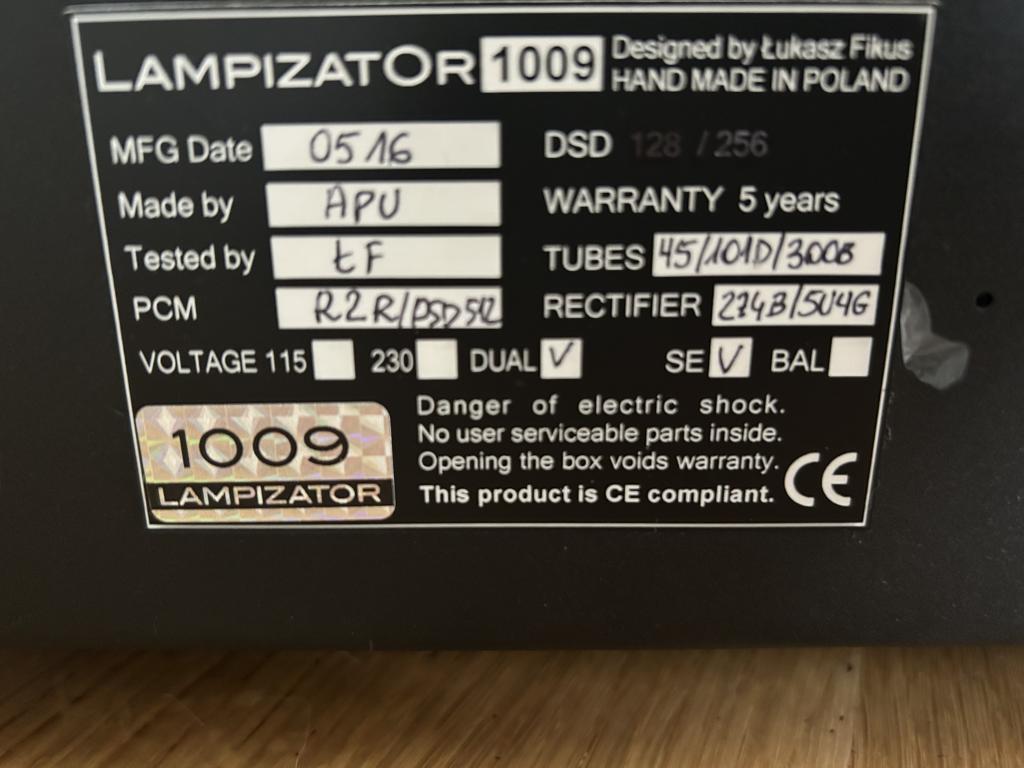 LAMPIZATOR 1009 Designed by Łukasz Fikus
HAND MADE IN POLAND
MFG Date 0516 DSD 128 / 256
Made by APU WARRANTY 5 years
Tested by ŁF TUBES 45/101D/300B
PCM R2R/DSD512 RECTIFIER 274B/5U4G
VOLTAGE 115 230 DUAL V SE V BAL
Danger of electric shock.
No user serviceable parts inside.
Opening the box voids warranty.
This product is CE compliant. CE
1009
LAMPIZATOR